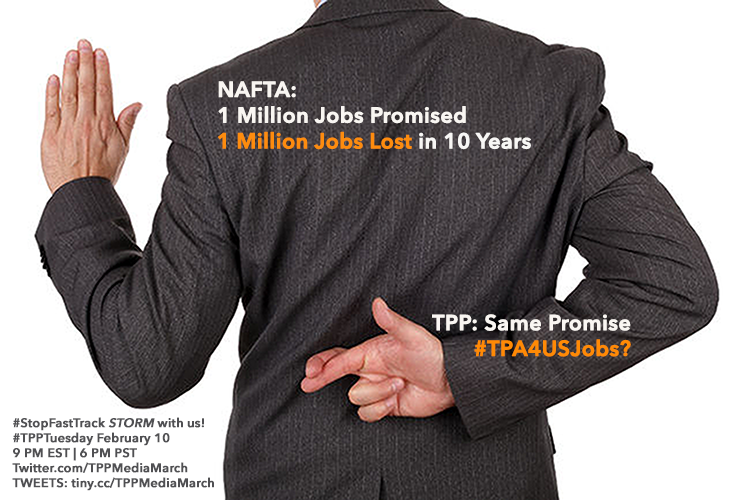 NAFTA:
1 Million Jobs Promised
1 Million Jobs Lost in 10 Years
TPP: Same Promise
#TPA4USJobs?
#StopFastTrack STORM with us!
#TPPTuesday February 10
9 PM EST | 6 PM PST
Twitter.com/TPPMediaMarch
TWEETS: tiny.cc/TPPMediaMarch